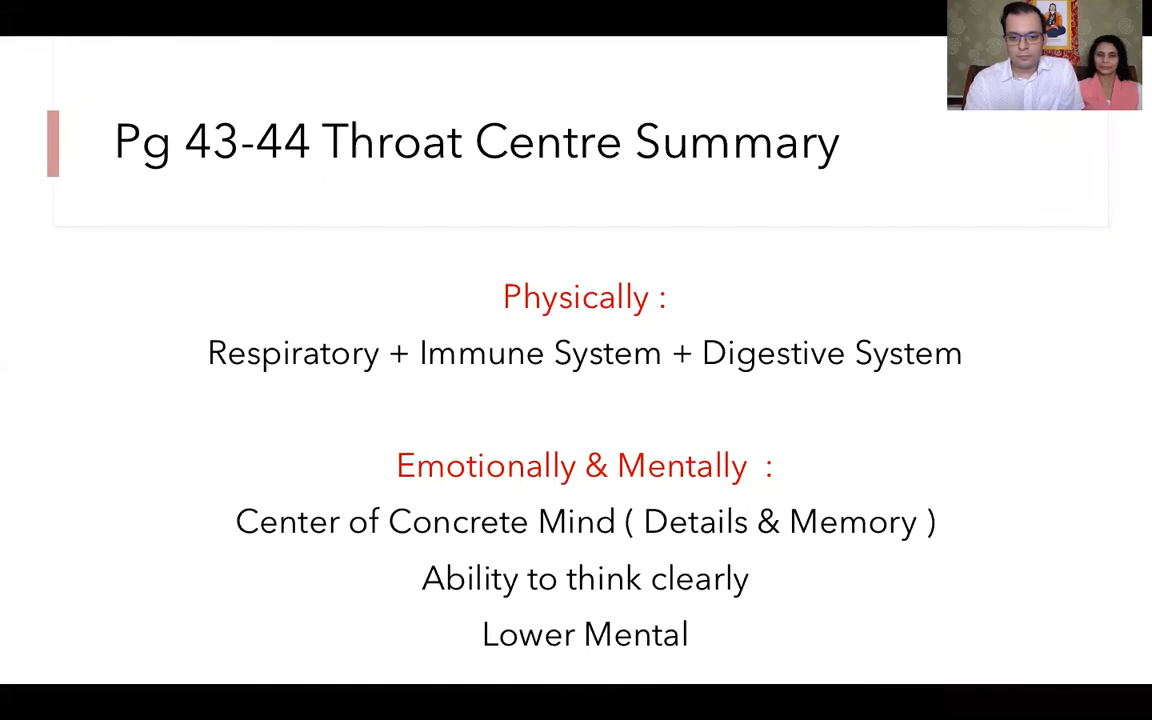 Pg 43-44 Throat Centre Summary
Physically :
Respiratory + Immune System + Digestive System
Emotionally & Mentally :
Center of Concrete Mind ( Details & Memory )
Ability to think clearly
Lower Mental